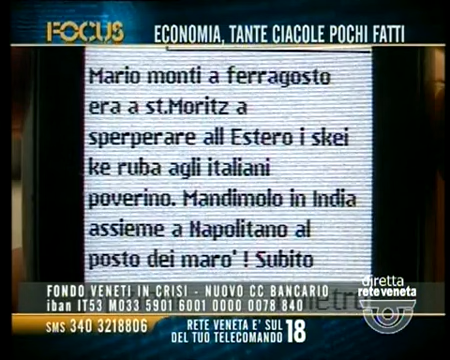 FOCUS
ECONOMIA, TANTE CIACOLE POCHI FATTI
Mario monti a ferragosto
era a st.Moritz a
sperperare all Estero i skei
ke ruba agli italiani
poverino. Mandimolo in India
assieme a Napolitano al
posto dei maro' ! Subito
diretta
reteveneta
FONDO VENETI IN CRISI - NUOVO CC BANCARIO
iban IT53 M033 5901 6001 0000 0078 840
SMS 340 3218806
RETE VENETA E' SUL 18
DEL TUO TELECOMANDO